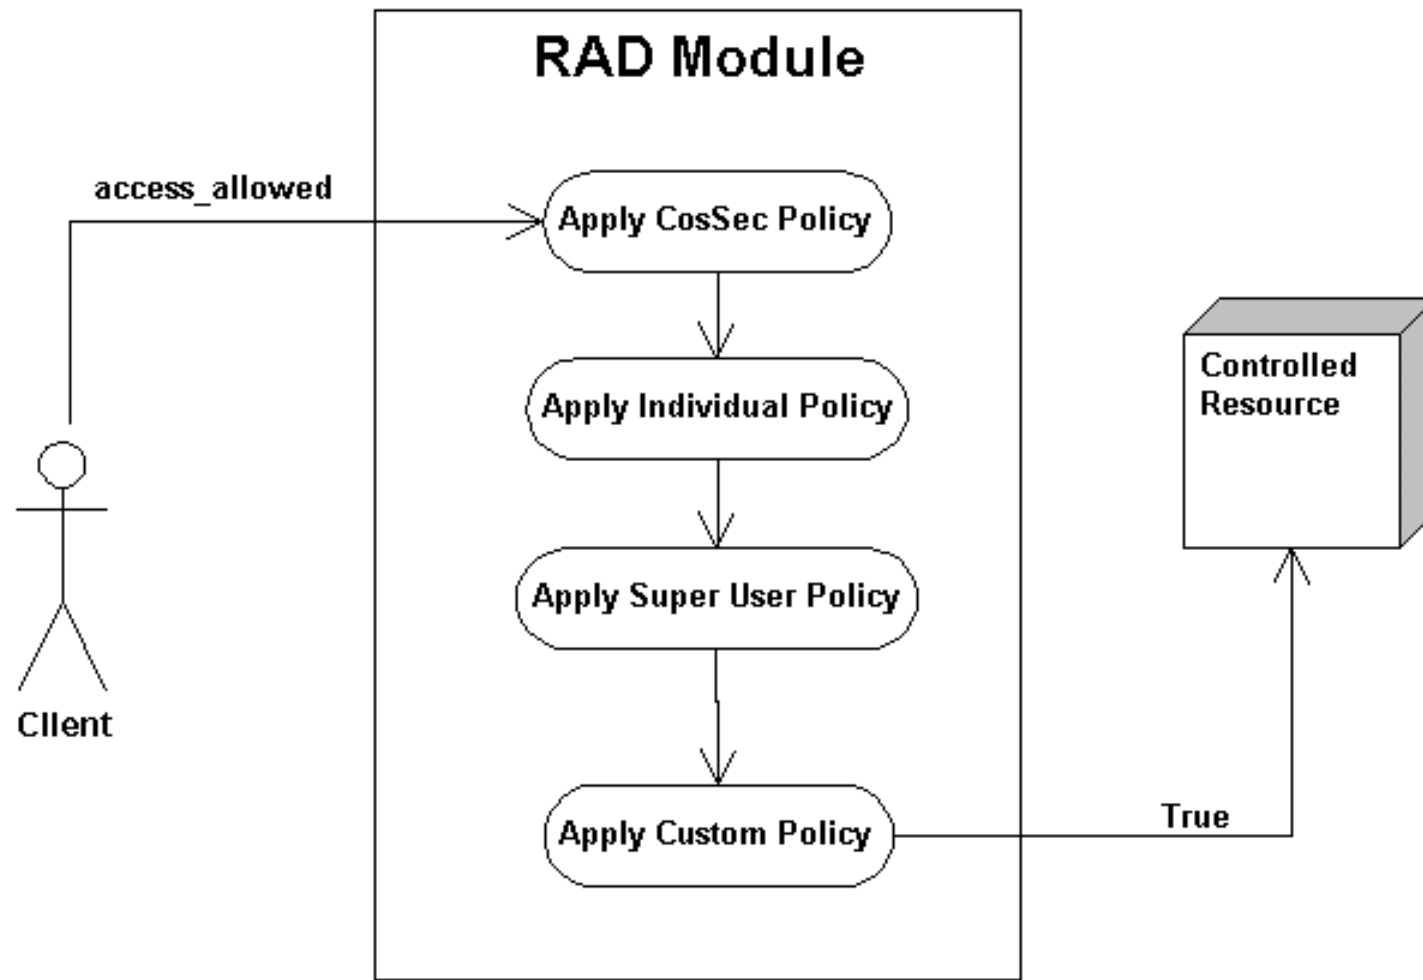 RAD Module
access_allowed
Apply CosSec Policy
Apply Individual Policy
Controlled
Resource
Apply Super User Policy
Client
Apply Custom Policy
True